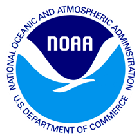 NATIONAL OCEANIC AND ATMOSPHERIC ADMINISTRATION
NOAA
U.S. DEPARTMENT OF COMMERCE